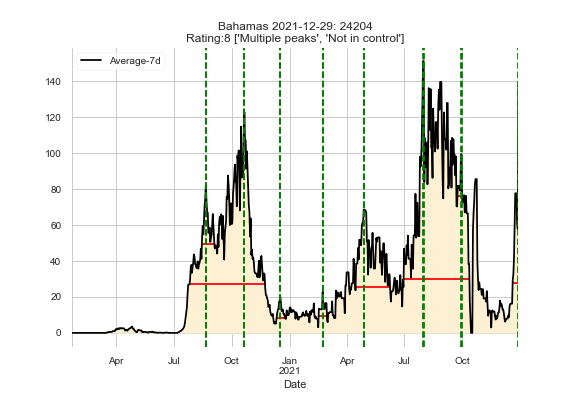 Bahamas 2021-12-29: 24204
Rating:8 ['Multiple peaks', 'Not in control']
Average-7d
140
120
100
80
60
40
20
0
Apr
Jul
Oct
Jan
2021
Apr
Jul
Oct
Date